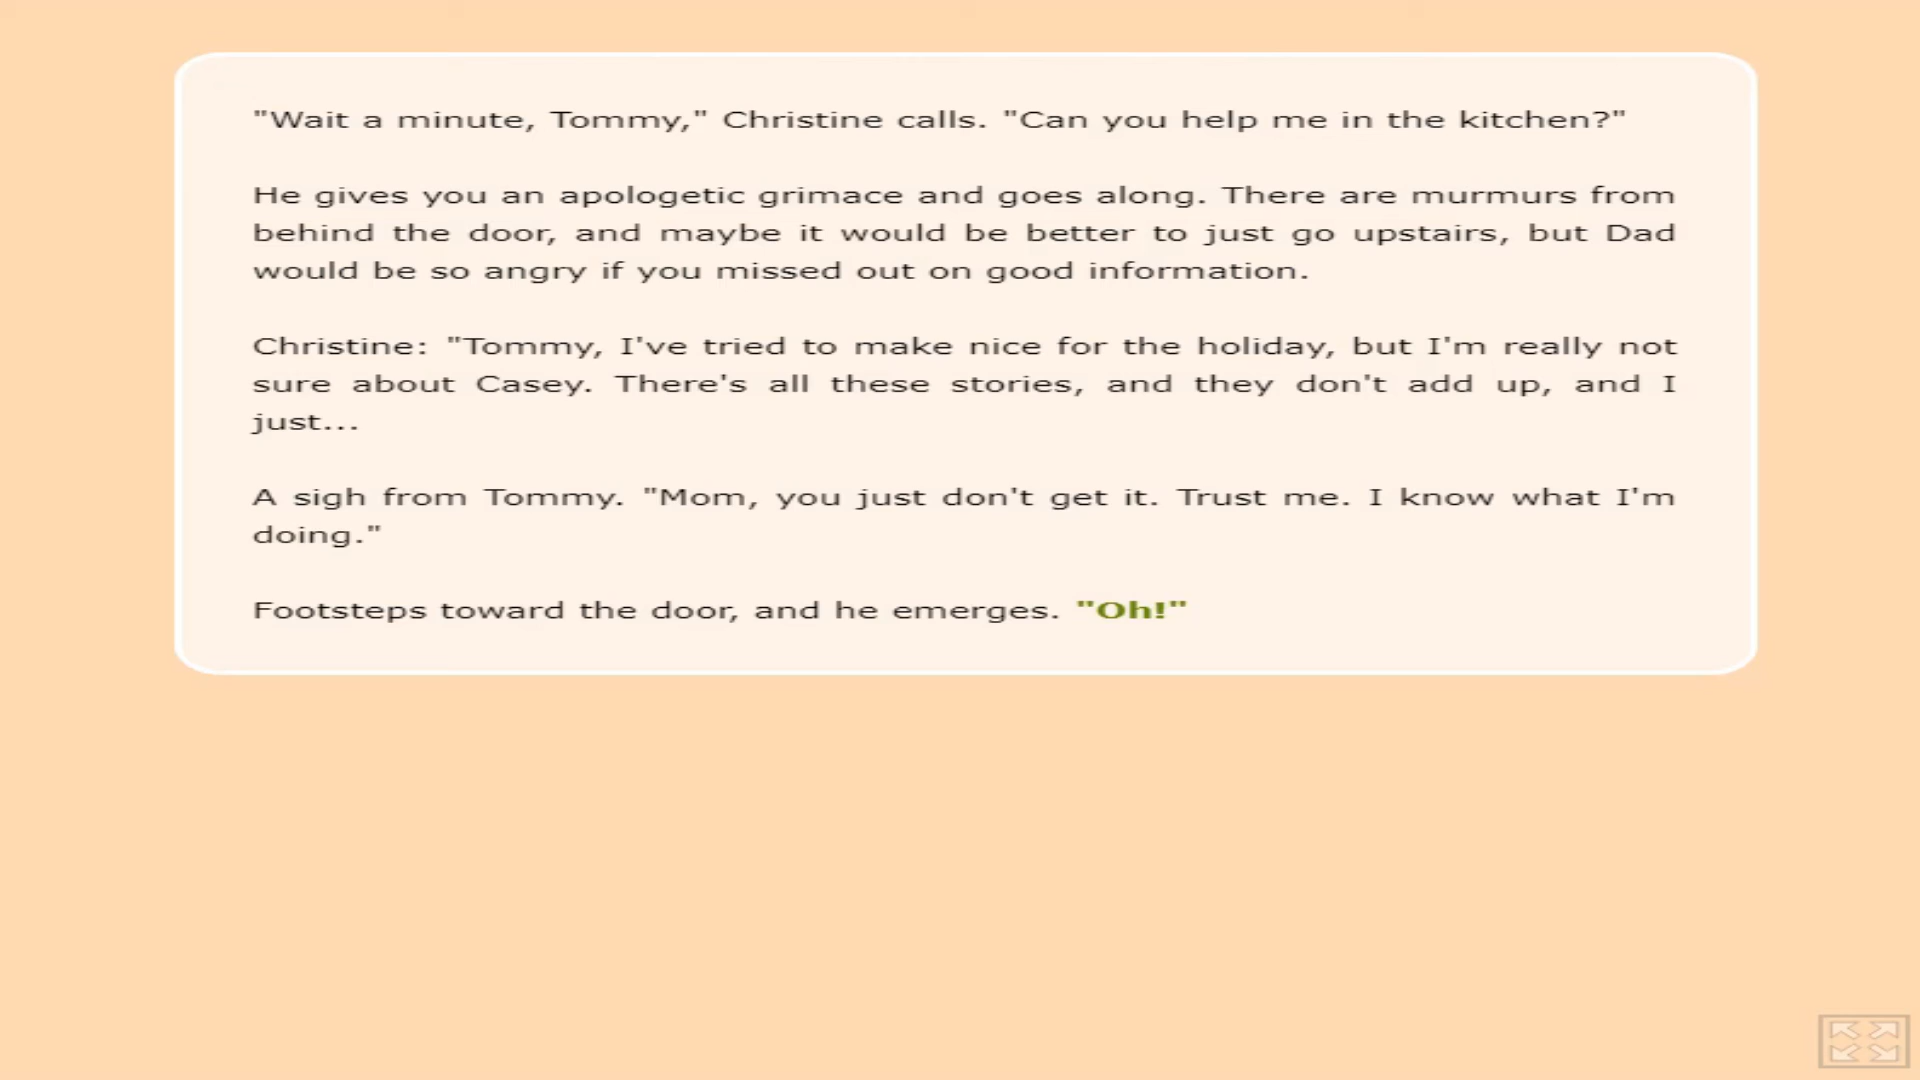 "Wait a minute, Tommy," Christine calls. "Can you help me in the kitchen?"
He gives you an apologetic grimace and goes along. There are murmurs from
behind the door, and maybe it would be better to just go upstairs, but Dad
would be so angry if you missed out on good information.
Christine: "Tommy, I've tried to make nice for the holiday, but I'm really not
sure about Casey. There's all these stories, and they don't add up, and I
just...
A sigh from Tommy. "Mom, you just don't get it. Trust me. I know what I'm
doing."
Footsteps toward the door, and he emerges. "Oh!"